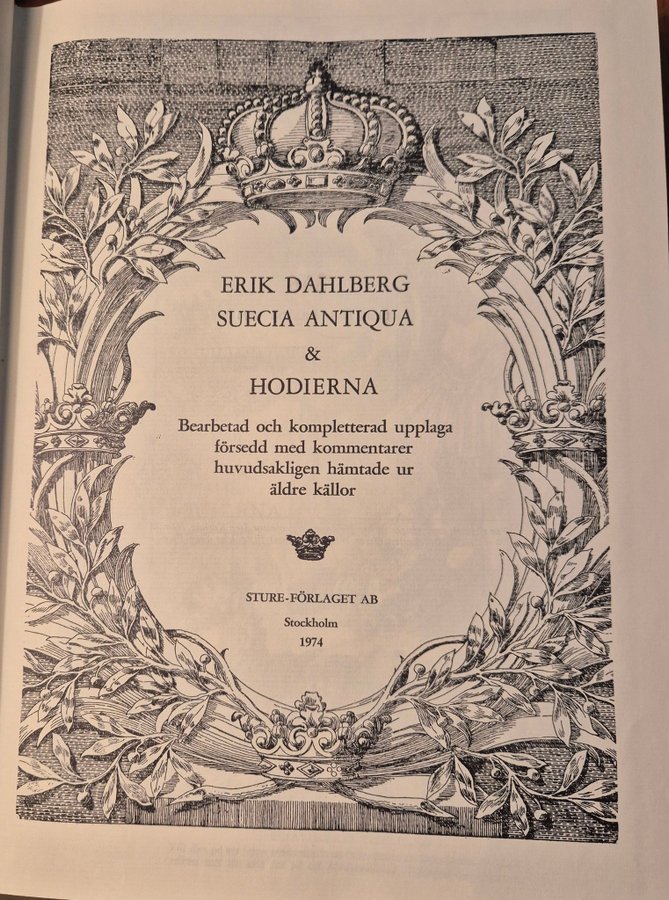 ERIK DAHLBERG
SUECIA ANTIQUA
&
HODIERNA
Bearbetad och kompletterad upplaga
försedd med kommentarer
huvudsakligen hämtade ur
äldre källor
STURE-FÖRLAGET AB
Stockholm
1974